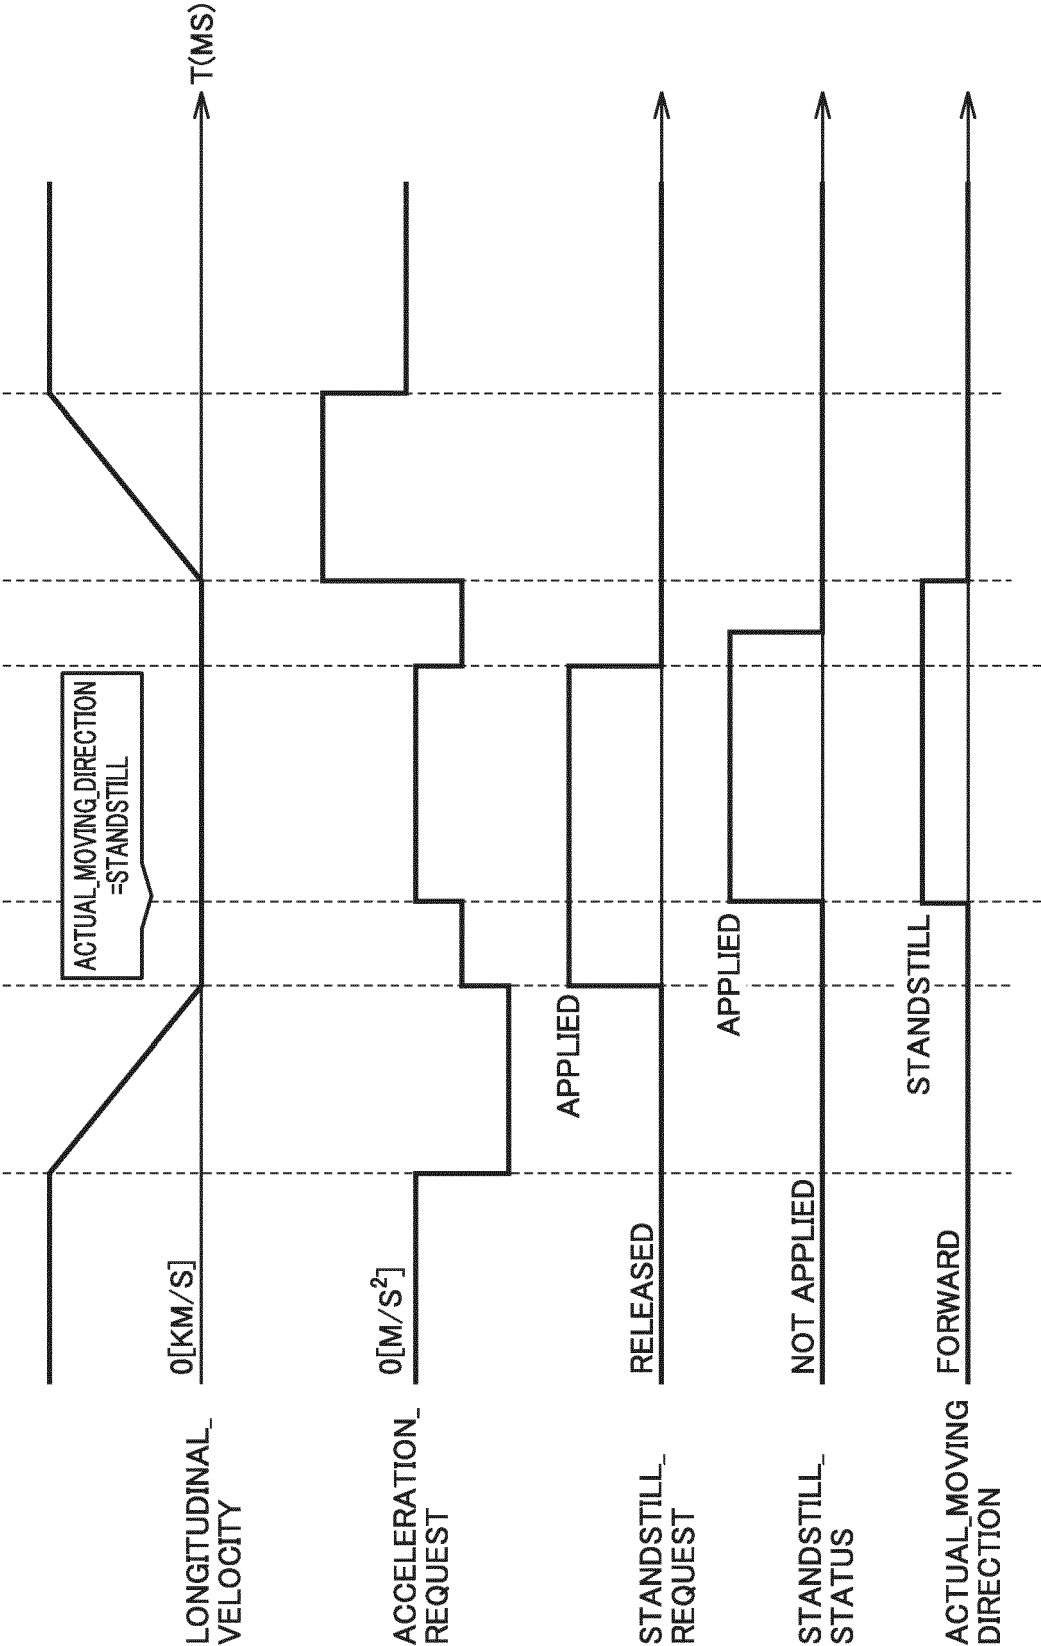 ACTUAL_MOVING_DIRECTION
=STANDSTILL
T(MS)
LONGITUDINAL_
VELOCITY
0[KM/S]
ACCELERATION_
REQUEST
0[M/S²]
STANDSTILL_
REQUEST
RELEASED
APPLIED
STANDSTILL_
STATUS
NOT APPLIED
APPLIED
ACTUAL_MOVING
DIRECTION
FORWARD
STANDSTILL